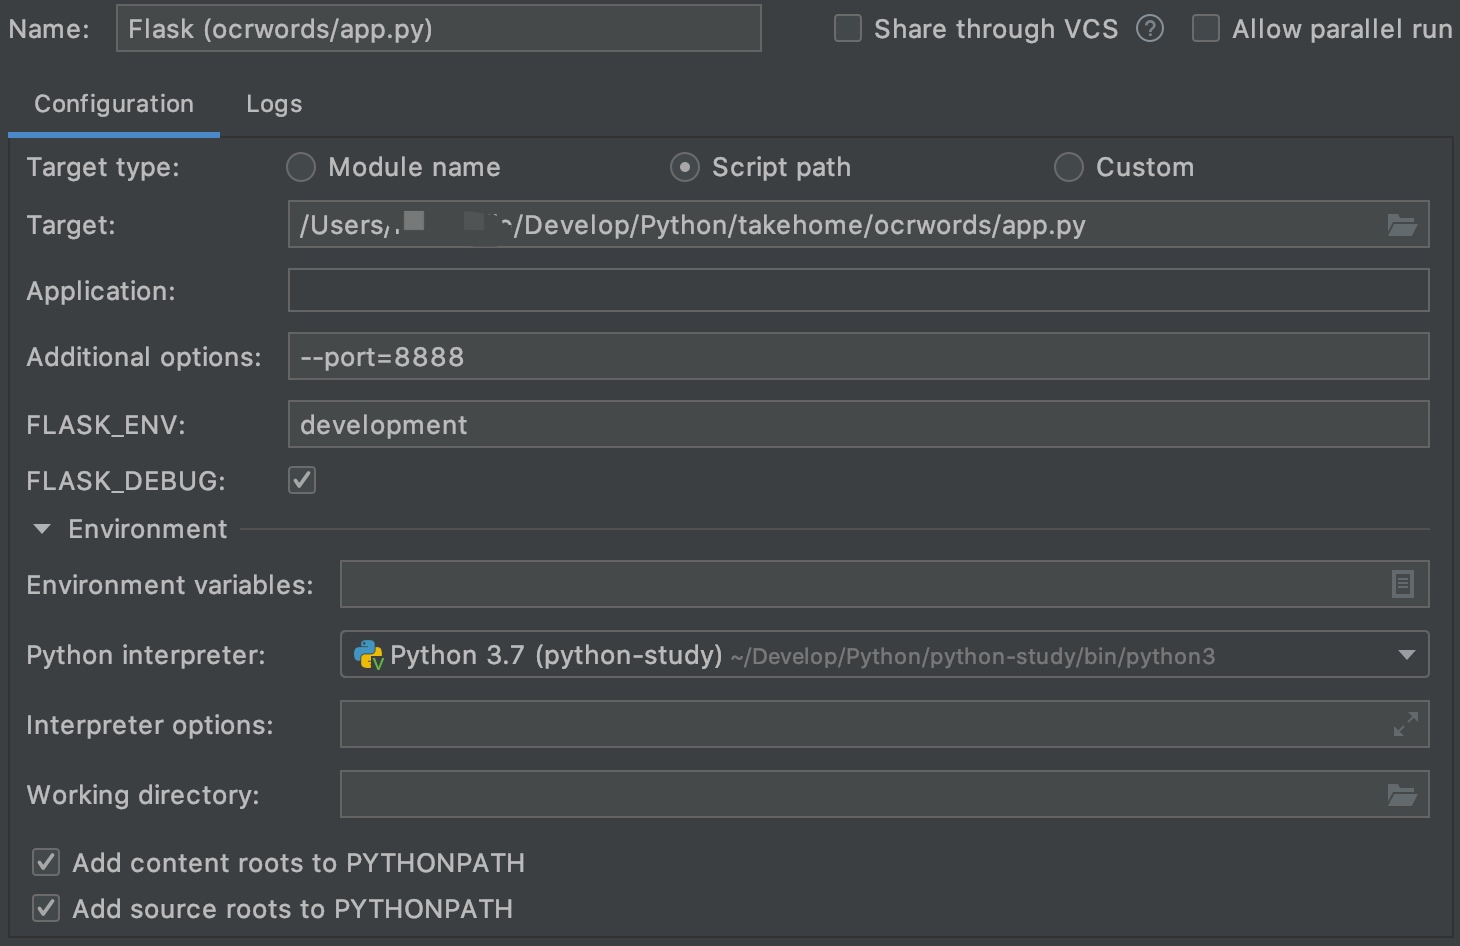 Name: Flask (ocrwords/app.py) Share through VCS ? Allow parallel run
Configuration Logs
Target type: Module name Script path Custom
Target: /Users/ /Develop/Python/takehome/ocrwords/app.py
Application:
Additional options: --port=8888
FLASK_ENV: development
FLASK_DEBUG:
Environment
Environment variables:
Python interpreter: Python 3.7 (python-study) ~/Develop/Python/python-study/bin/python3
Interpreter options:
Working directory:
Add content roots to PYTHONPATH
Add source roots to PYTHONPATH